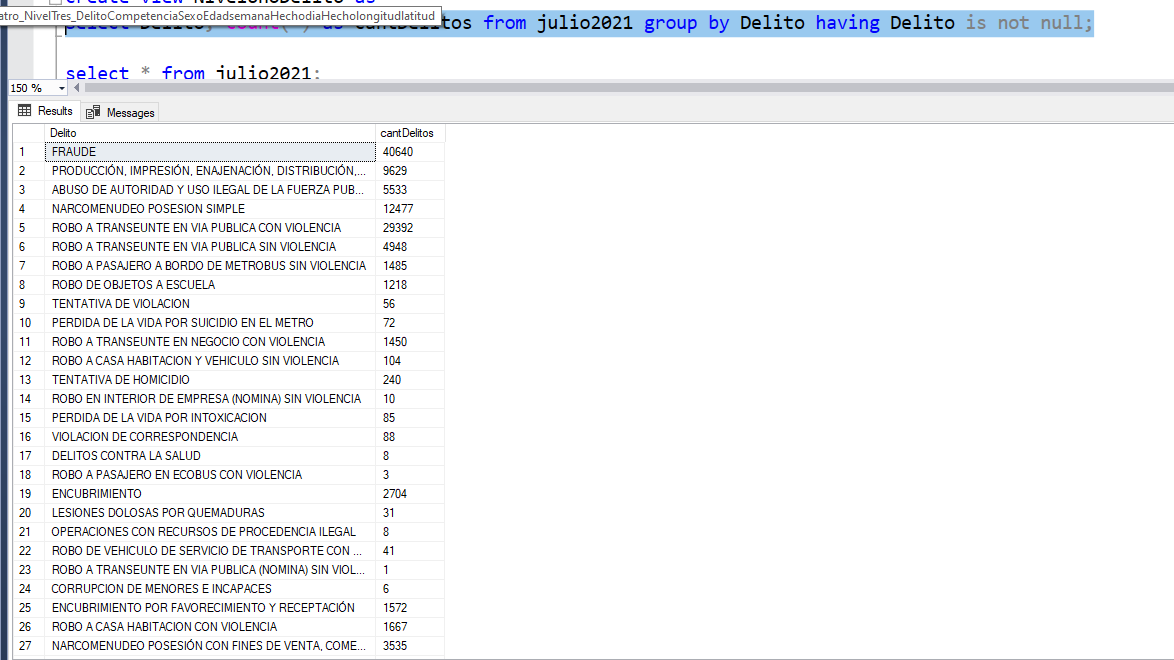 create view NivelUnoDelito as
atro_NivelTres_DelitoCompetenciaSexoEdadsemanaHechodiaHecholongitudlatitud
select Delito, count(*) as cantDelitos from julio2021 group by Delito having Delito is not null;
select * from julio2021;
150 %
Results Messages
Delito cantDelitos
1 FRAUDE 40640
2 PRODUCCIÓN, IMPRESIÓN, ENAJENACIÓN, DISTRIBUCIÓN,... 9629
3 ABUSO DE AUTORIDAD Y USO ILEGAL DE LA FUERZA PUB... 5533
4 NARCOMENUDEO POSESION SIMPLE 12477
5 ROBO A TRANSEUNTE EN VIA PUBLICA CON VIOLENCIA 29392
6 ROBO A TRANSEUNTE EN VIA PUBLICA SIN VIOLENCIA 4948
7 ROBO A PASAJERO A BORDO DE METROBUS SIN VIOLENCIA 1485
8 ROBO DE OBJETOS A ESCUELA 1218
9 TENTATIVA DE VIOLACION 56
10 PERDIDA DE LA VIDA POR SUICIDIO EN EL METRO 72
11 ROBO A TRANSEUNTE EN NEGOCIO CON VIOLENCIA 1450
12 ROBO A CASA HABITACION Y VEHICULO SIN VIOLENCIA 104
13 TENTATIVA DE HOMICIDIO 240
14 ROBO EN INTERIOR DE EMPRESA (NOMINA) SIN VIOLENCIA 10
15 PERDIDA DE LA VIDA POR INTOXICACION 85
16 VIOLACION DE CORRESPONDENCIA 88
17 DELITOS CONTRA LA SALUD 8
18 ROBO A PASAJERO EN ECOBUS CON VIOLENCIA 3
19 ENCUBRIMIENTO 2704
20 LESIONES DOLOSAS POR QUEMADURAS 31
21 OPERACIONES CON RECURSOS DE PROCEDENCIA ILEGAL 8
22 ROBO DE VEHICULO DE SERVICIO DE TRANSPORTE CON ... 41
23 ROBO A TRANSEUNTE EN VIA PUBLICA (NOMINA) SIN VIOL... 1
24 CORRUPCION DE MENORES E INCAPACES 6
25 ENCUBRIMIENTO POR FAVORECIMIENTO Y RECEPTACIÓN 1572
26 ROBO A CASA HABITACION CON VIOLENCIA 1667
27 NARCOMENUDEO POSESIÓN CON FINES DE VENTA, COME... 3535